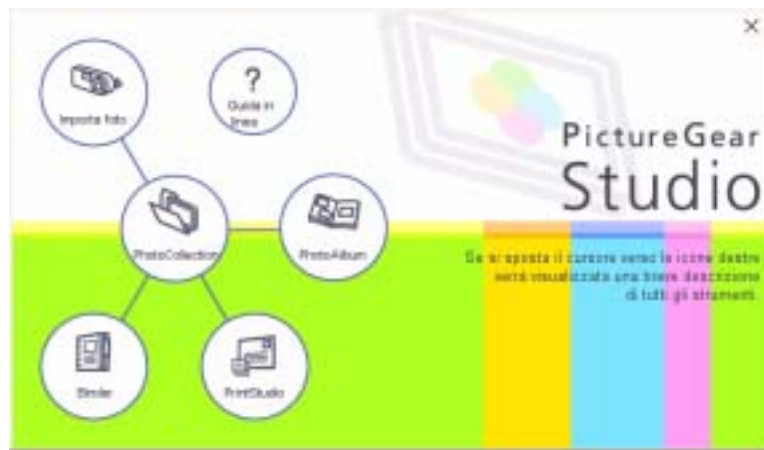 Importa foto
?
Guida in
linea
PictureGear
Studio
PhotoCollection
PhotoAlbum
Se si sposta il cursore verso le icone destre
verrà visualizzata una breve descrizione
di tutti gli strumenti.
Binder
PrintStudio